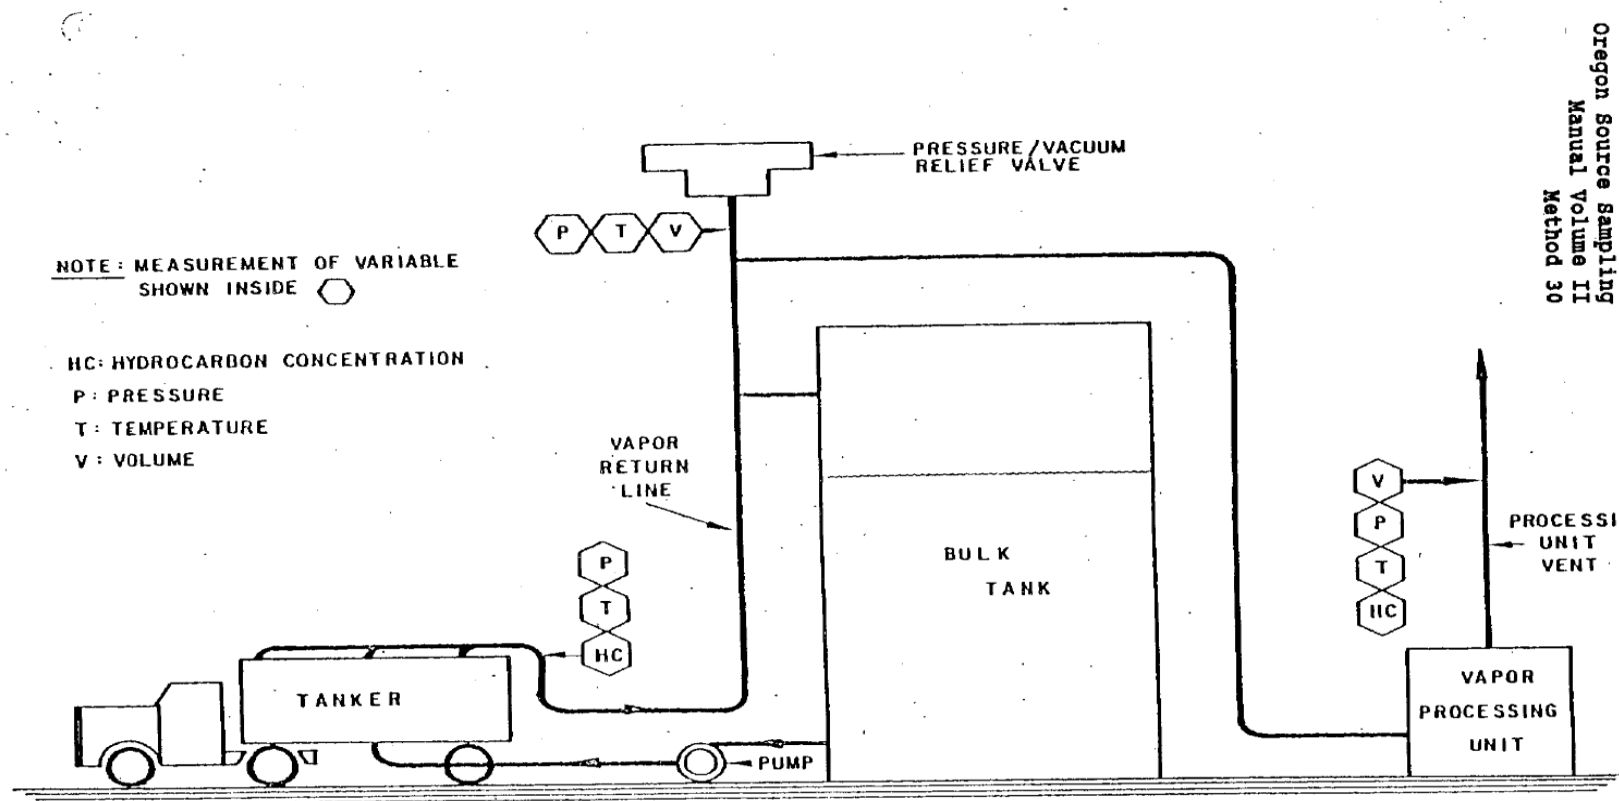 Oregon Source Sampling
Manual Volume II
Method 30
PRESSURE/VACUUM
RELIEF VALVE
P T V
NOTE: MEASUREMENT OF VARIABLE
SHOWN INSIDE
HC: HYDROCARBON CONCENTRATION
P: PRESSURE
T: TEMPERATURE
V: VOLUME
VAPOR
RETURN
LINE
P
T
HC
BULK
TANK
V
P
T
HC
PROCESSI
UNIT
VENT
TANKER
PUMP
VAPOR
PROCESSING
UNIT